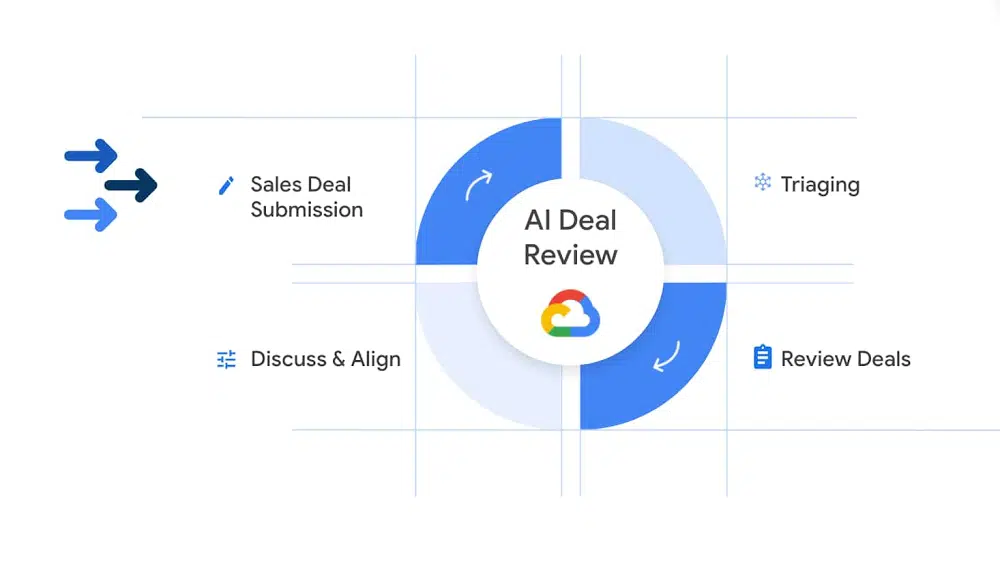 Sales Deal
Submission
AI Deal
Review
Triaging
Discuss & Align
Review Deals